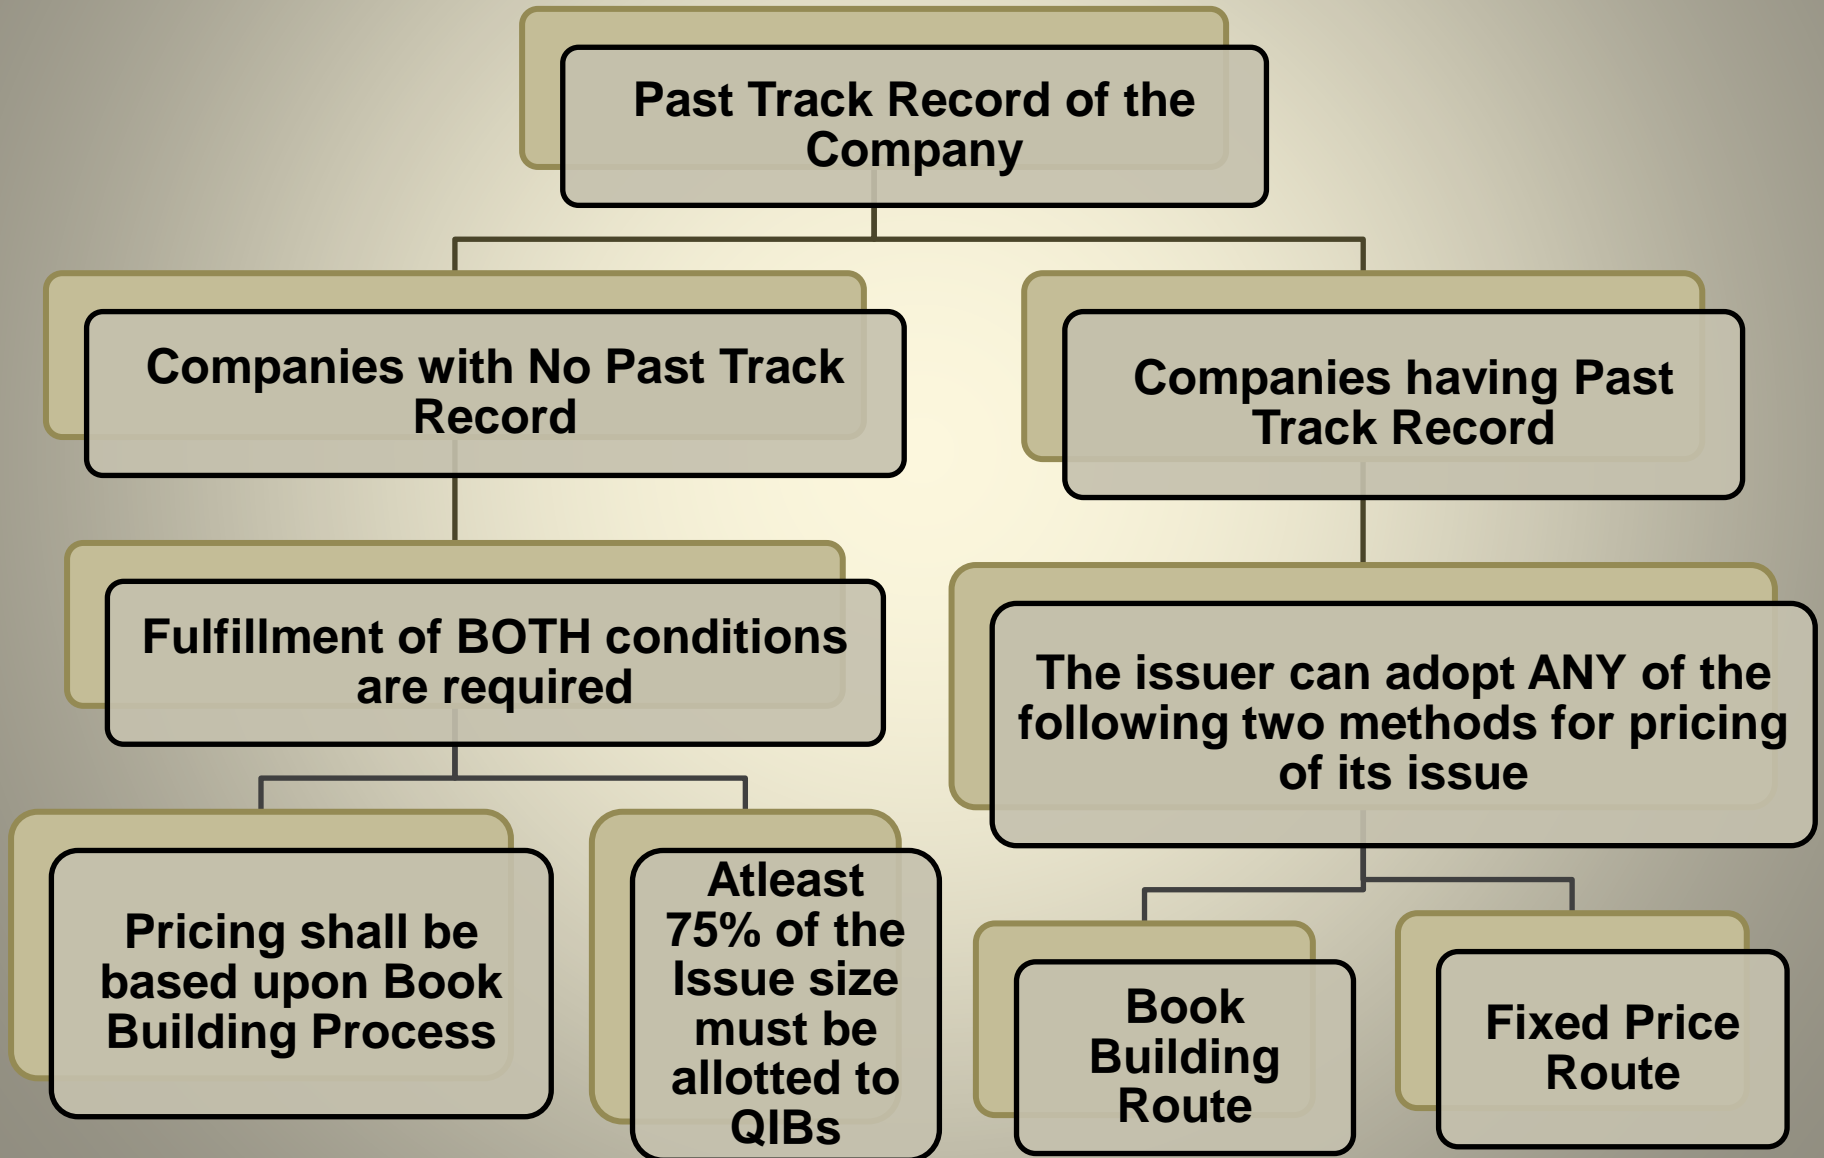 Past Track Record of the
Company
Companies with No Past Track
Record
Companies having Past
Track Record
Fulfillment of BOTH conditions
are required
The issuer can adopt ANY of the
following two methods for pricing
of its issue
Pricing shall be
based upon Book
Building Process
Atleast
75% of the
Issue size
must be
allotted to
QIBs
Book
Building
Route
Fixed Price
Route